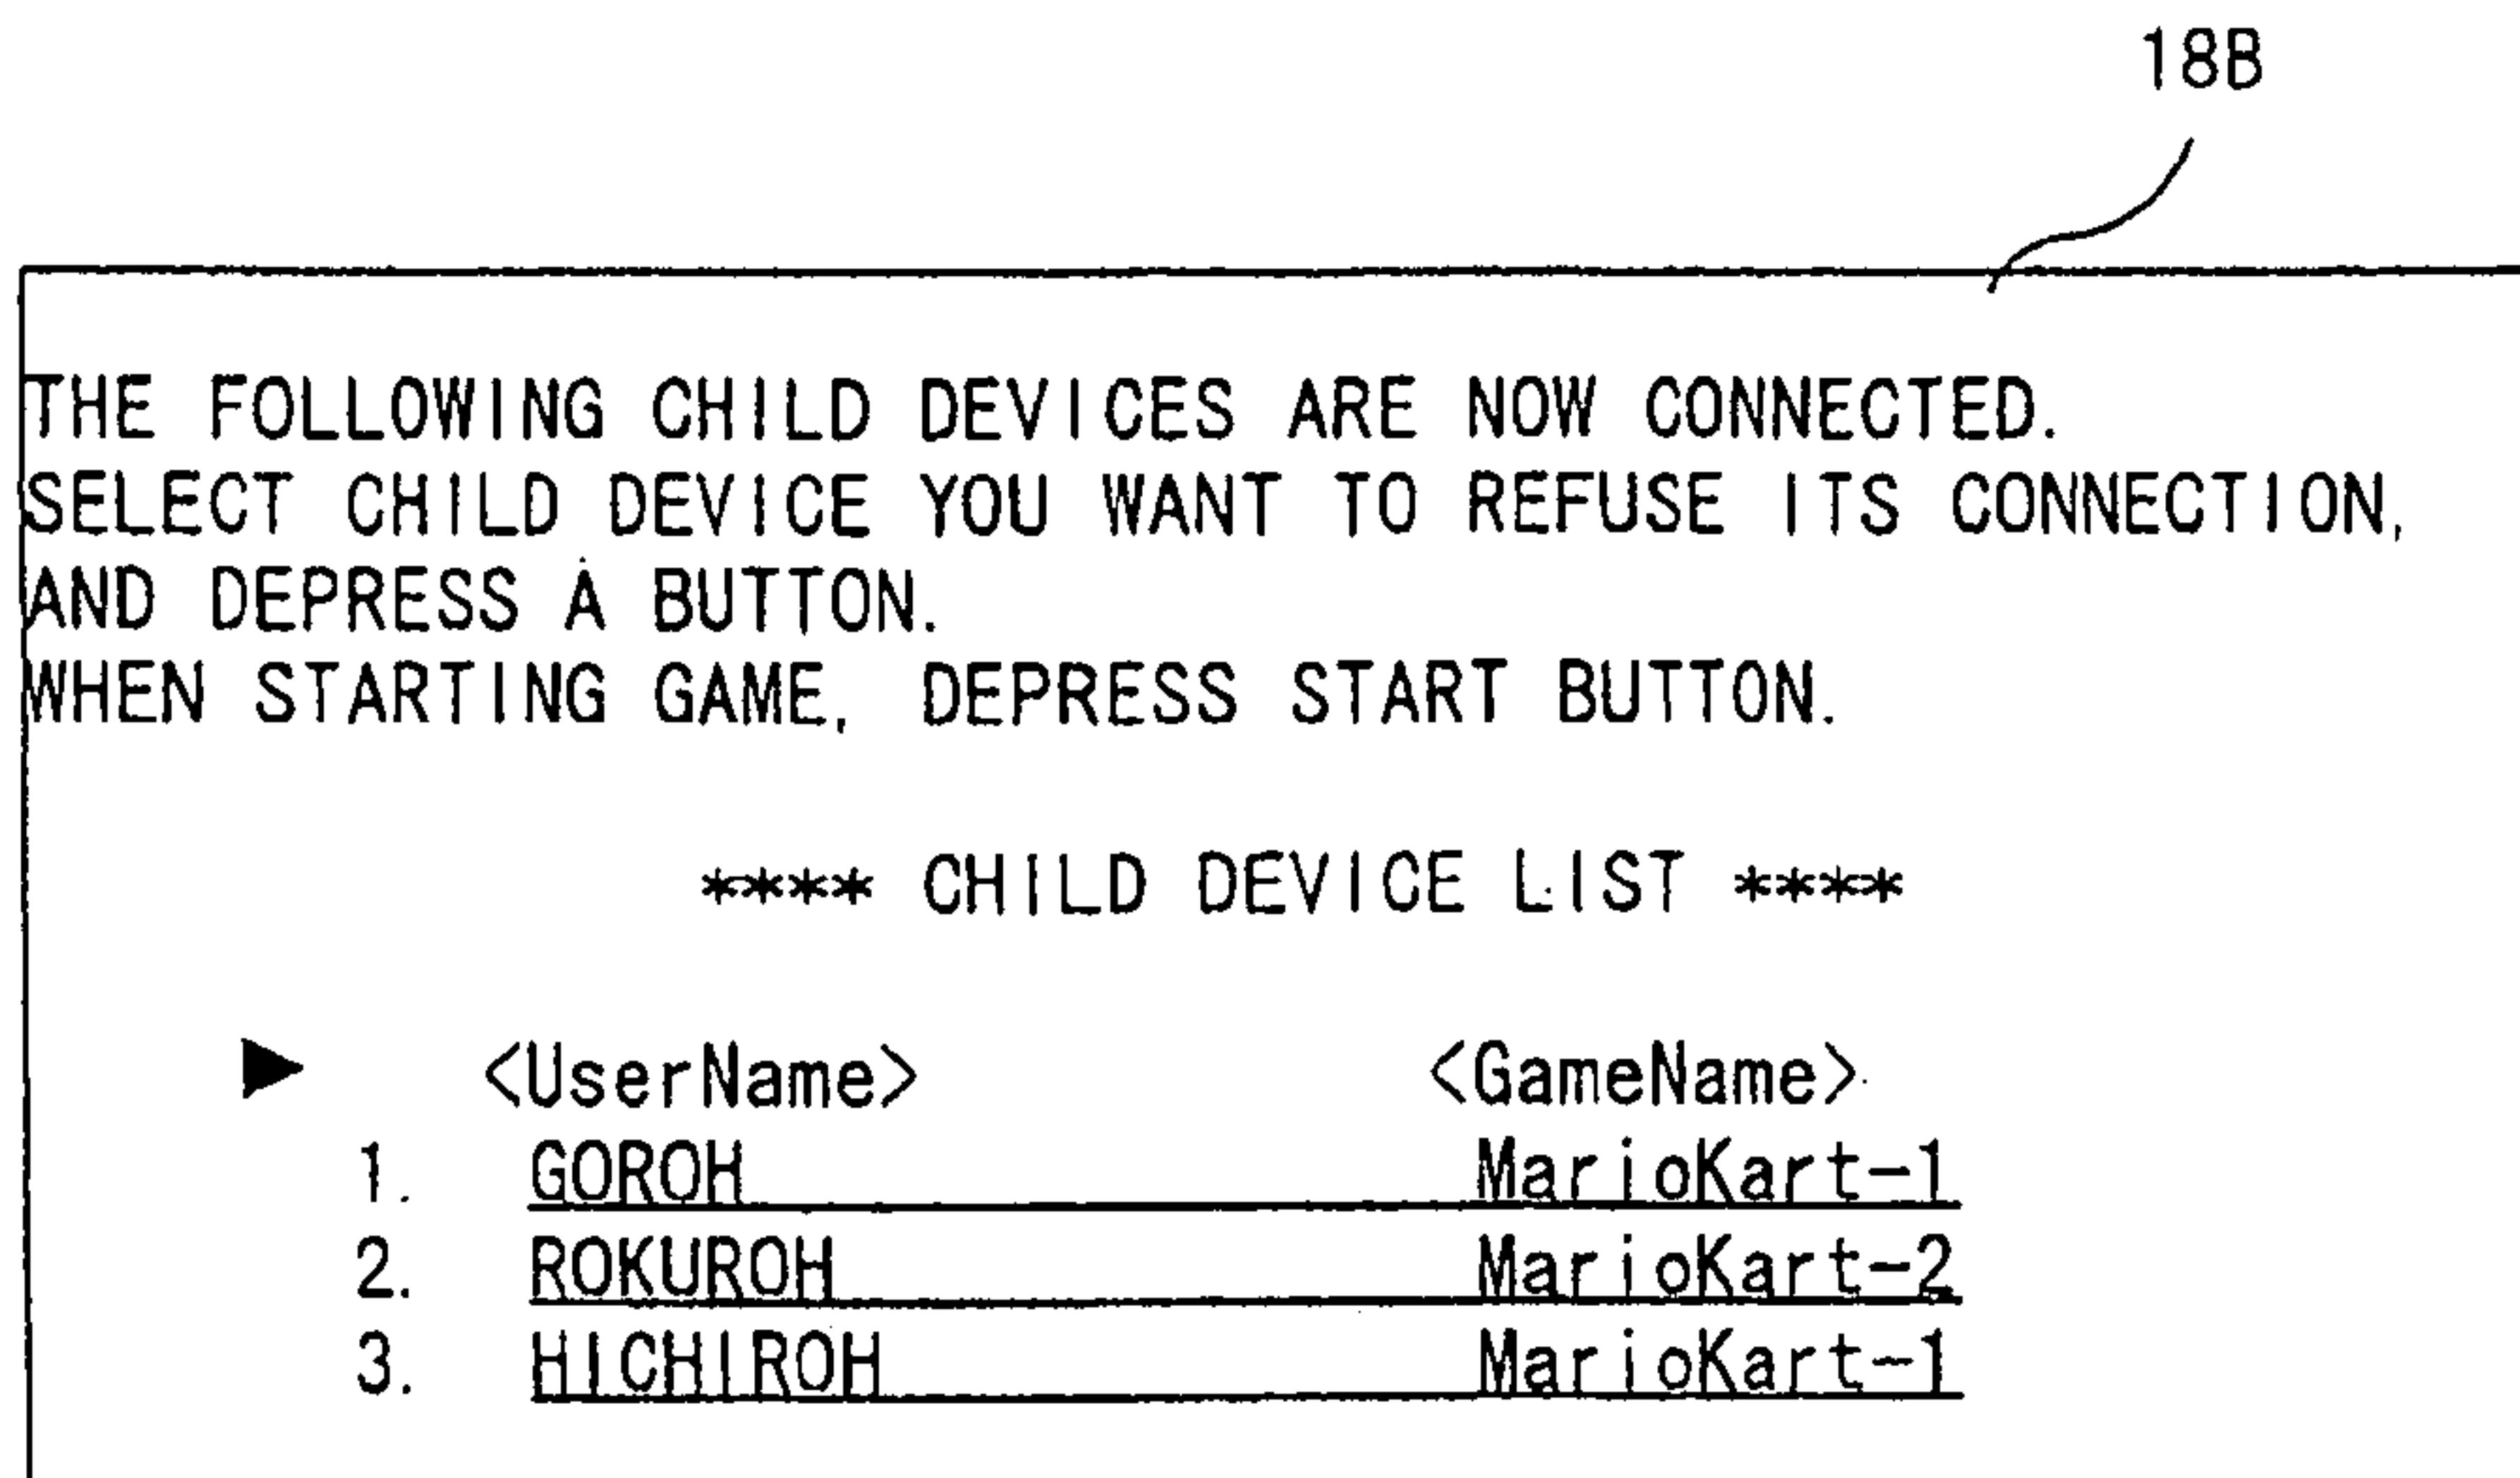 18B
THE FOLLOWING CHILD DEVICES ARE NOW CONNECTED.
SELECT CHILD DEVICE YOU WANT TO REFUSE ITS CONNECTION,
AND DEPRESS A BUTTON.
WHEN STARTING GAME, DEPRESS START BUTTON.
**** CHILD DEVICE LIST ****
▶ <UserName> <GameName>
1. GOROH MarioKart-1
2. ROKUROH MarioKart-2
3. HICHIROH MarioKart-1